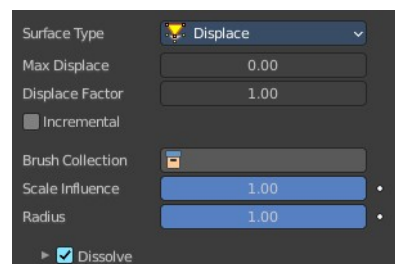 Surface Type Displace
Max Displace 0.00
Displace Factor 1.00
Incremental
Brush Collection
Scale Influence 1.00
Radius 1.00
Dissolve